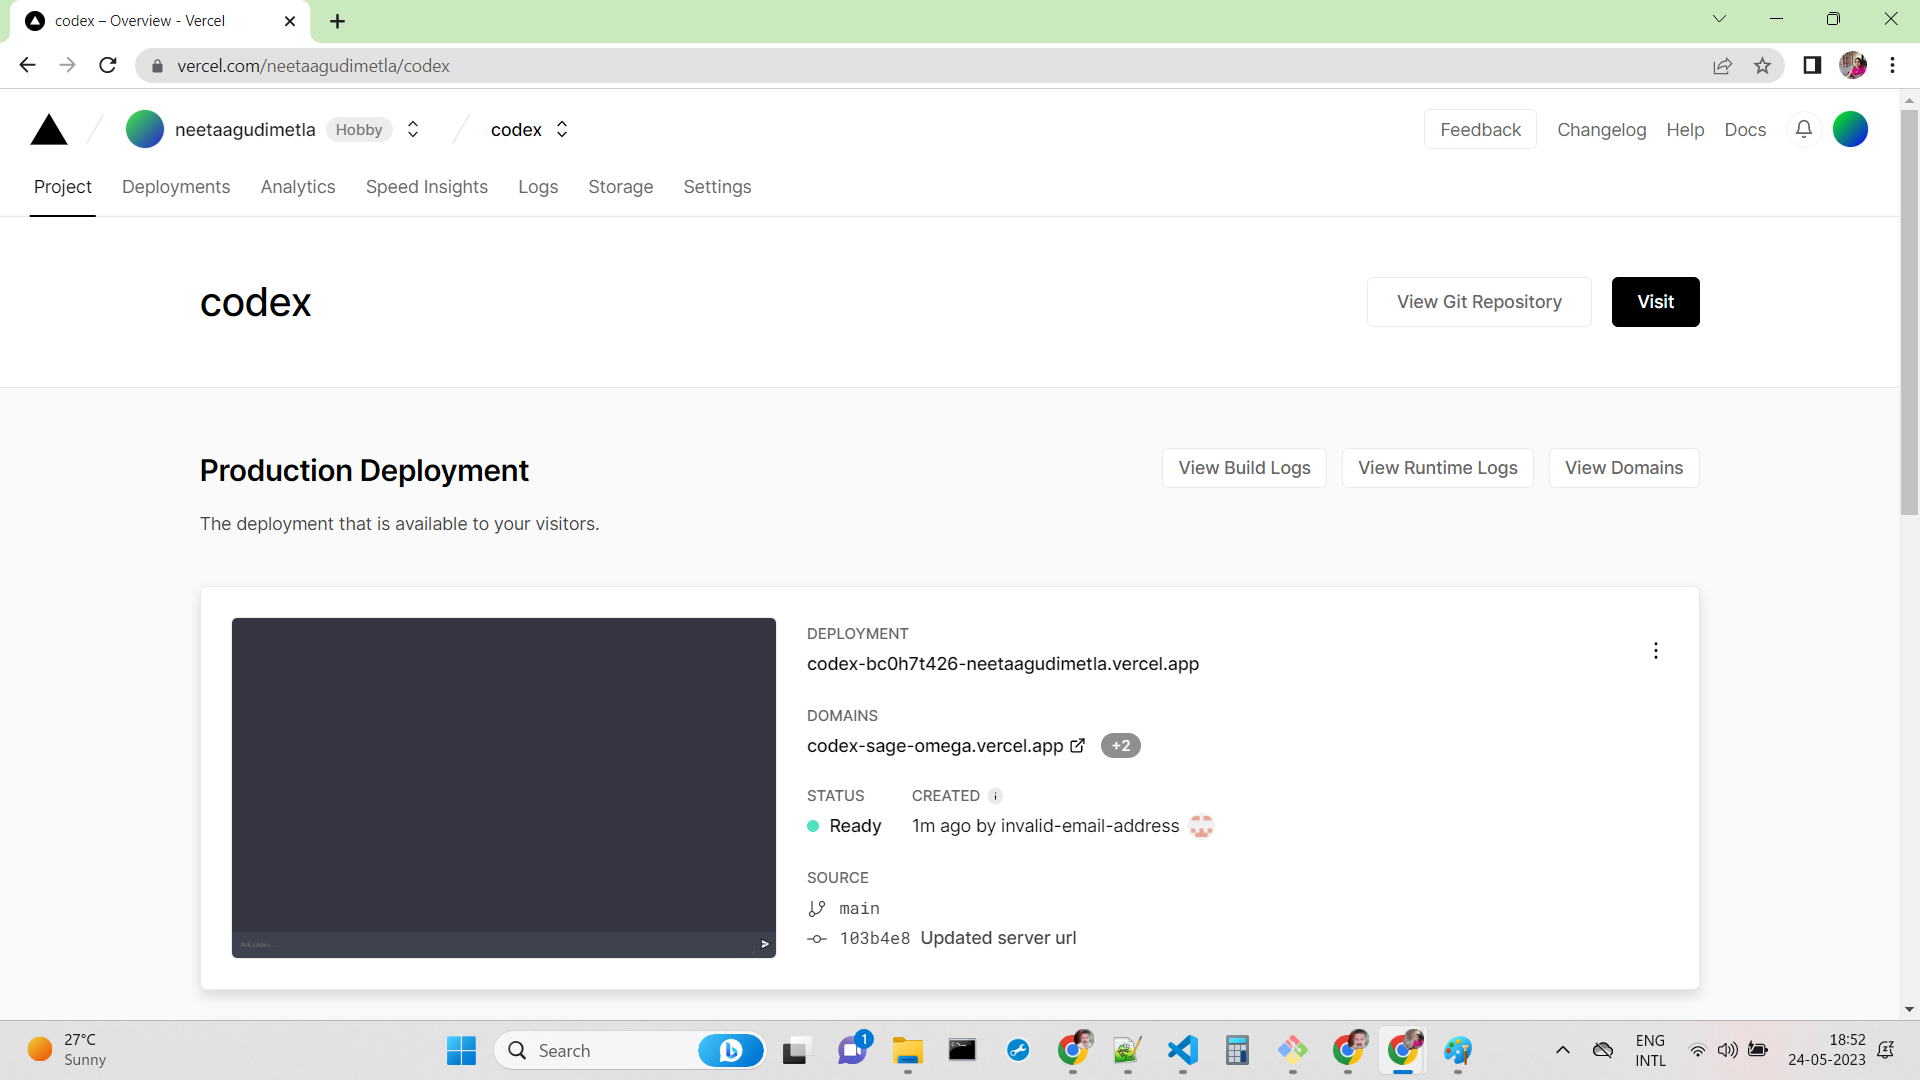 codex – Overview - Vercel
vercel.com/neetaagudimetla/codex
neetaagudimetla Hobby codex
Feedback Changelog Help Docs
Project Deployments Analytics Speed Insights Logs Storage Settings
codex
View Git Repository Visit
Production Deployment
View Build Logs View Runtime Logs View Domains
The deployment that is available to your visitors.
DEPLOYMENT
codex-bc0h7t426-neetaagudimetla.vercel.app
DOMAINS
codex-sage-omega.vercel.app +2
STATUS CREATED i
Ready 1m ago by invalid-email-address
SOURCE
main
103b4e8 Updated server url
Ask codex...
27°C
Sunny
Search
1
ENG
INTL
18:52
24-05-2023